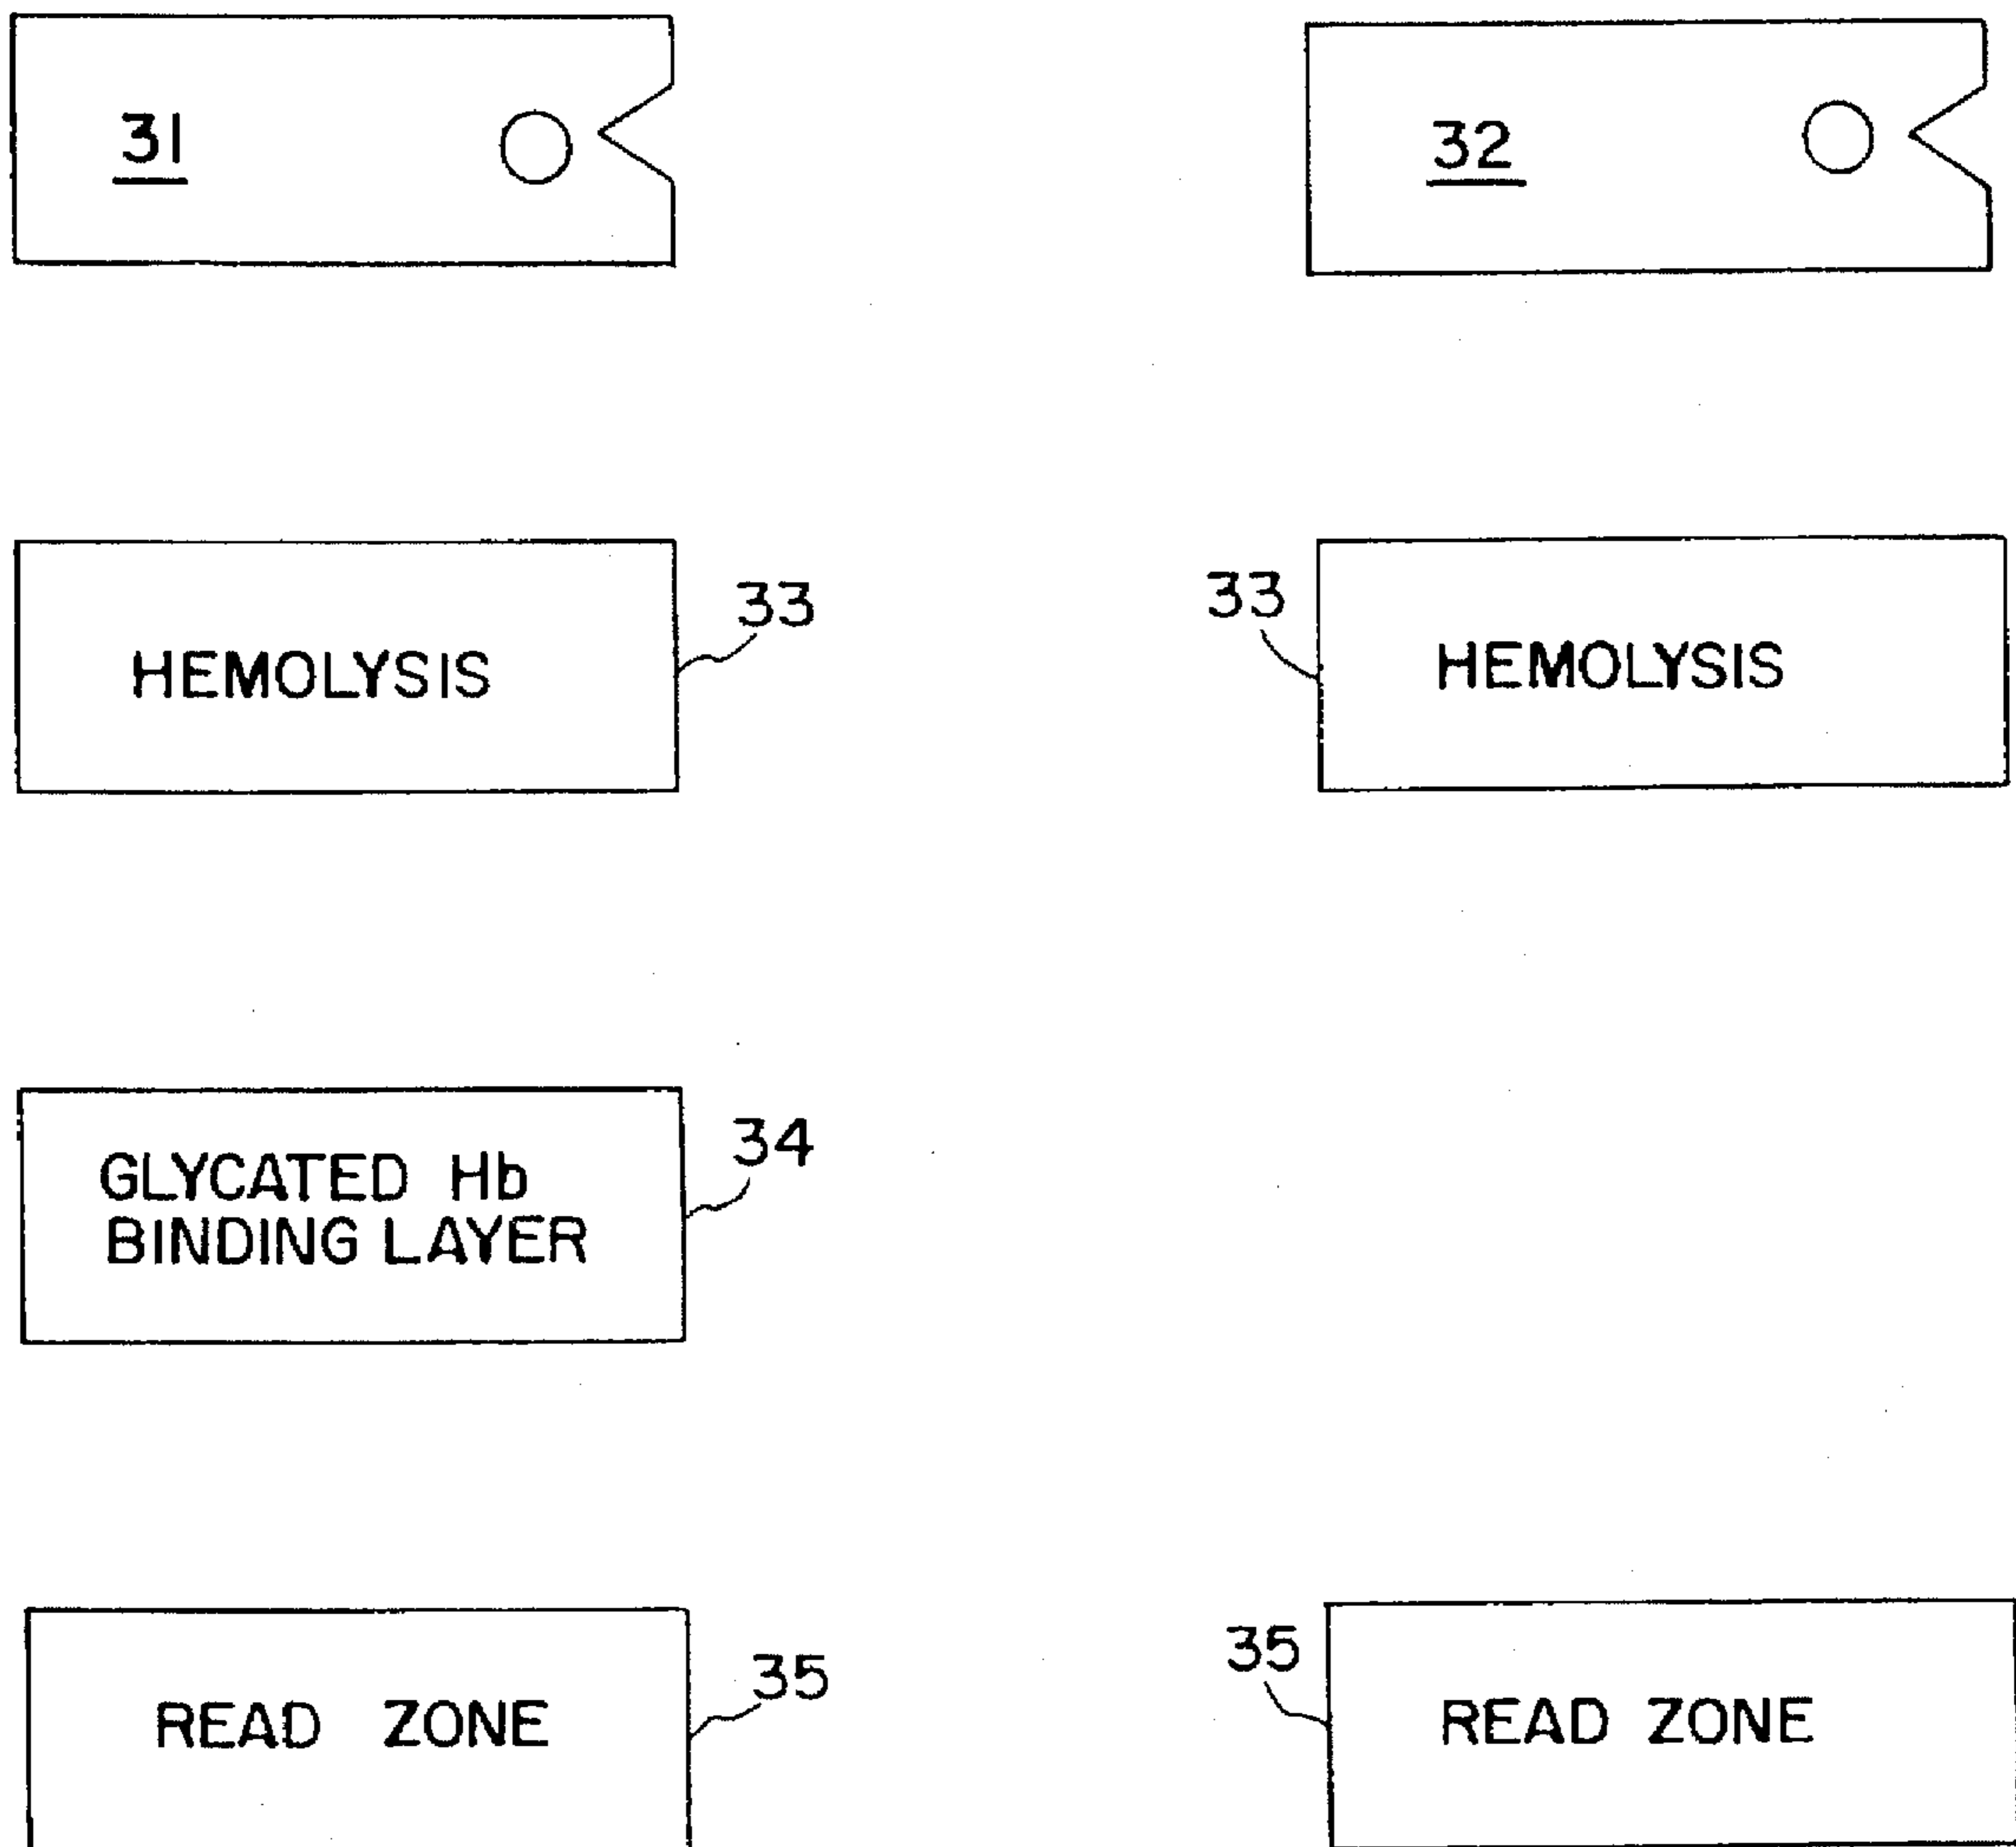 31
32
33
HEMOLYSIS
33
HEMOLYSIS
34
GLYCATED Hb
BINDING LAYER
35
READ ZONE
35
READ ZONE